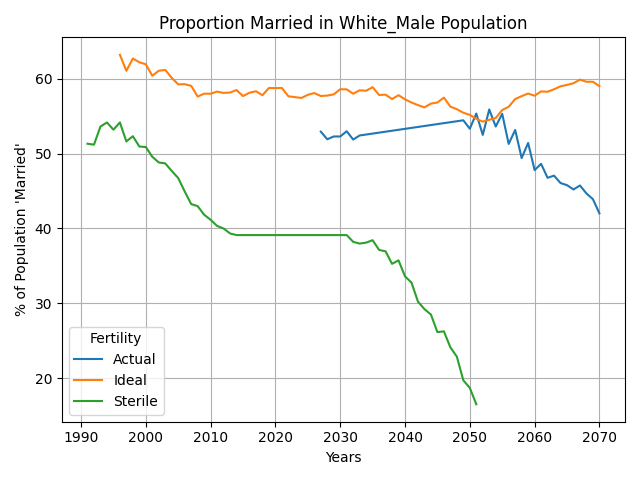 Proportion Married in White_Male Population
% of Population 'Married'
60
50
40
30
20
Fertility
Actual
Ideal
Sterile
1990 2000 2010 2020 2030 2040 2050 2060 2070
Years